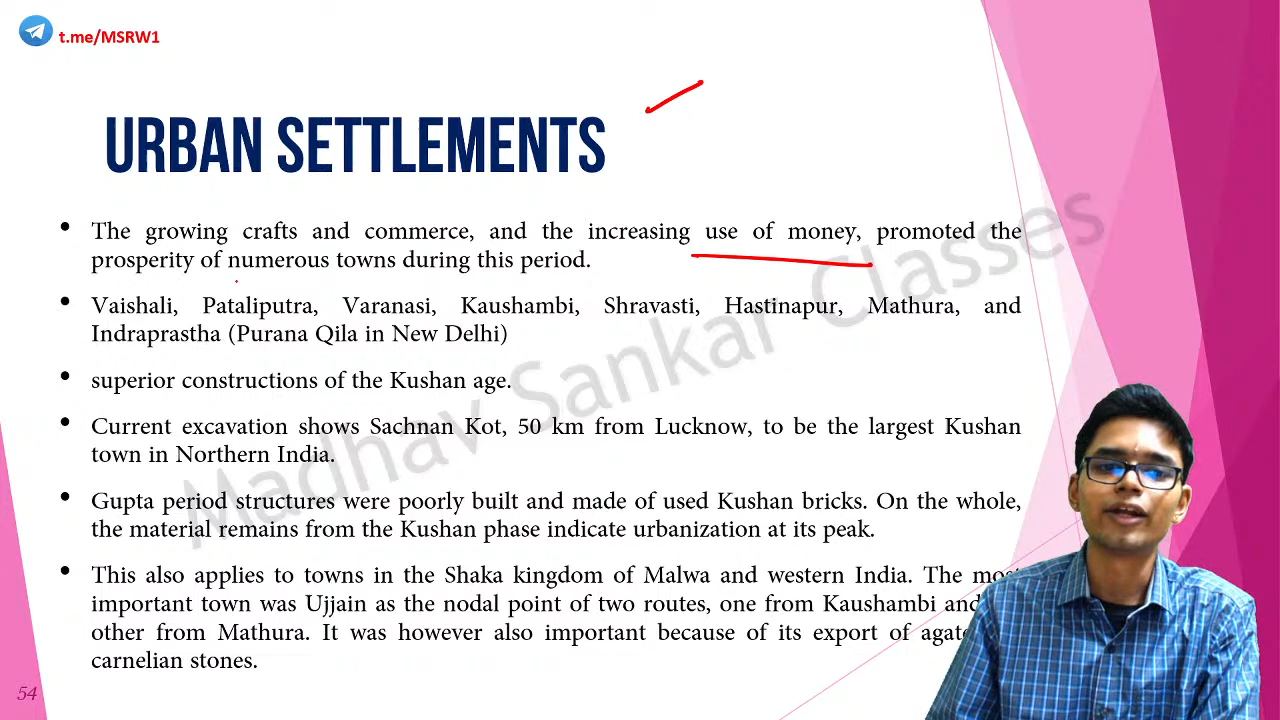 t.me/MSRW1
URBAN SETTLEMENTS
• The growing crafts and commerce, and the increasing use of money, promoted the
prosperity of numerous towns during this period.
• Vaishali, Pataliputra, Varanasi, Kaushambi, Shravasti, Hastinapur, Mathura, and
Indraprastha (Purana Qila in New Delhi)
• superior constructions of the Kushan age.
• Current excavation shows Sachnan Kot, 50 km from Lucknow, to be the largest Kushan
town in Northern India.
• Gupta period structures were poorly built and made of used Kushan bricks. On the whole,
the material remains from the Kushan phase indicate urbanization at its peak.
• This also applies to towns in the Shaka kingdom of Malwa and western India. The
important town was Ujjain as the nodal point of two routes, one from Kaushambi and
other from Mathura. It was however also important because of its export of
carnelian stones.
Madhav Sankar Classes
54